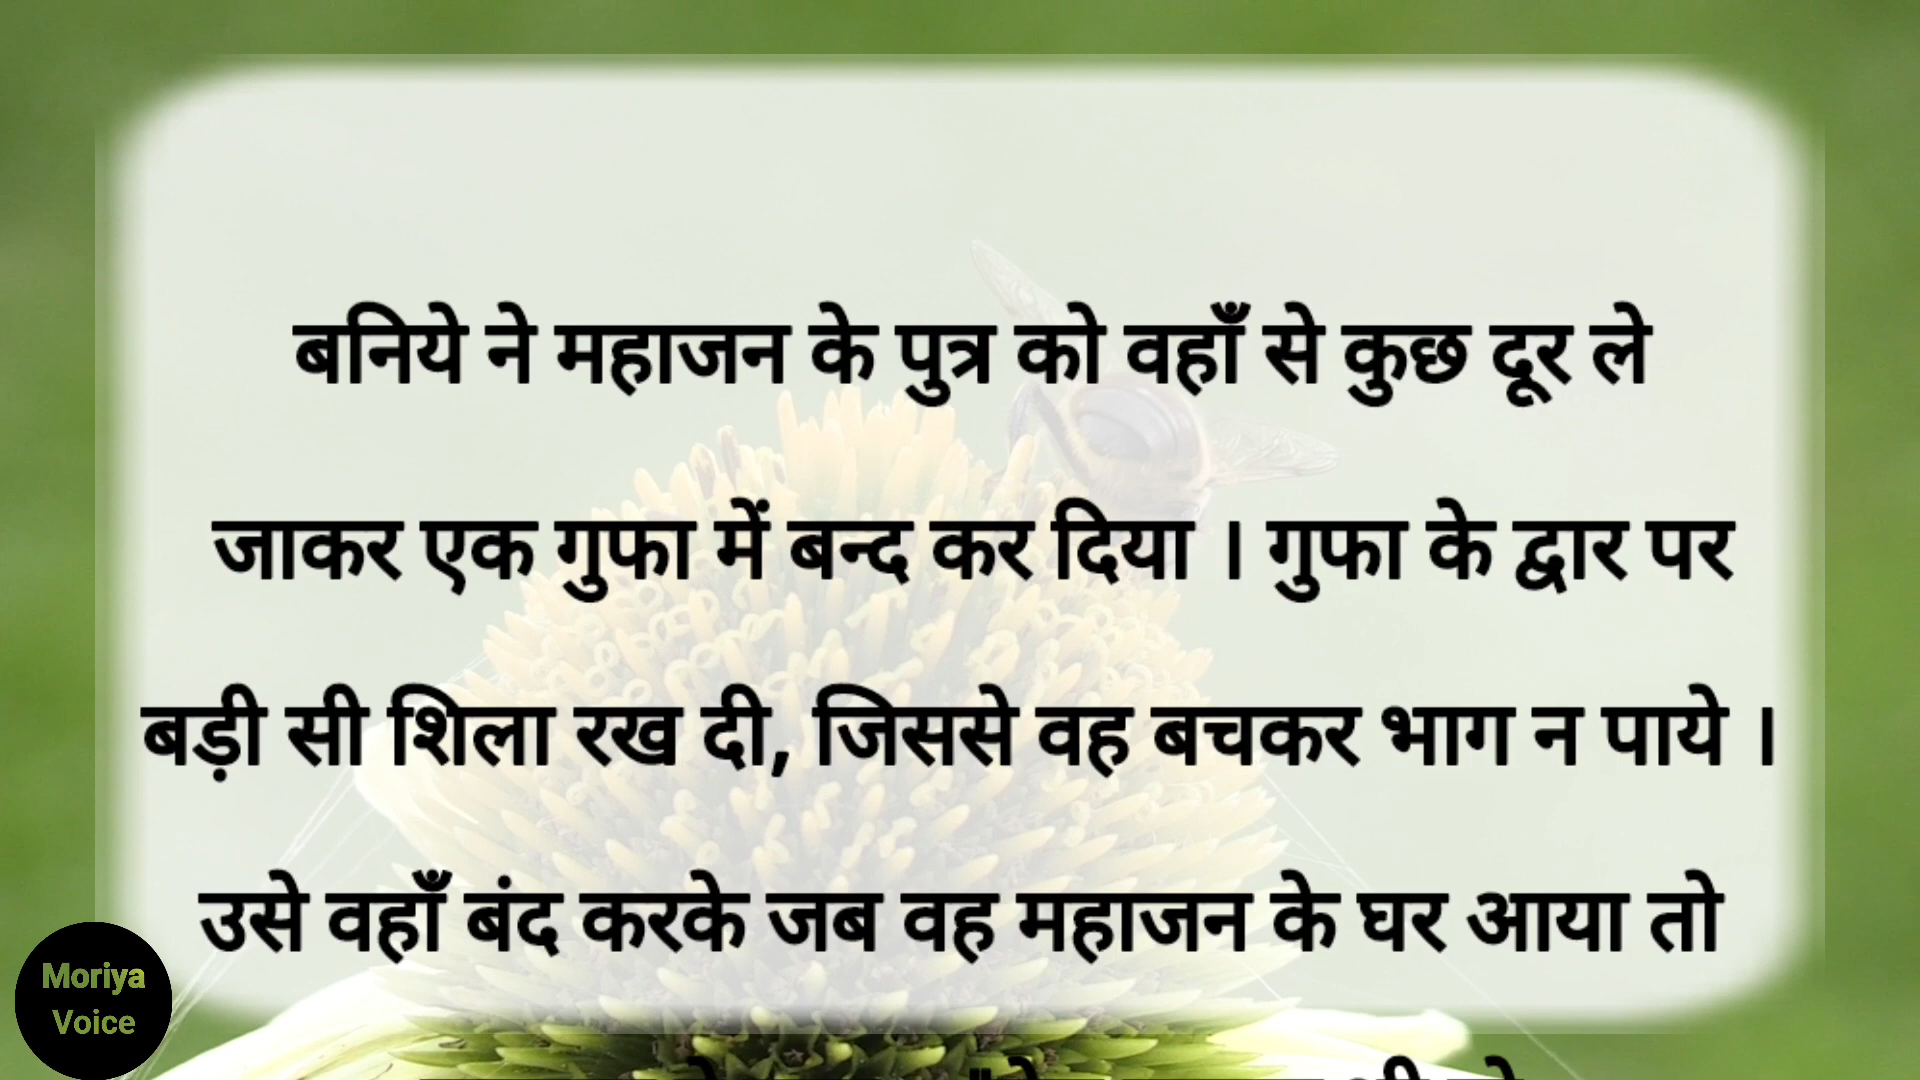 बनिये ने महाजन के पुत्र को वहाँ से कुछ दूर ले
जाकर एक गुफा में बन्द कर दिया । गुफा के द्वार पर
बड़ी सी शिला रख दी, जिससे वह बचकर भाग न पाये ।
उसे वहाँ बंद करके जब वह महाजन के घर आया तो
Moriya
Voice